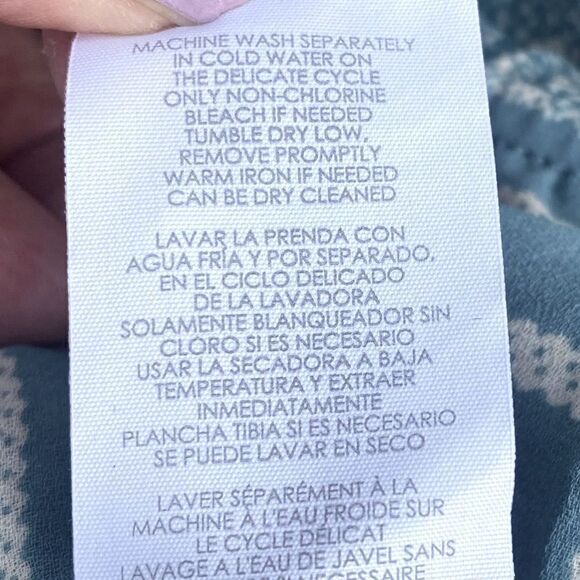 MACHINE WASH SEPARATELY
IN COLD WATER ON
THE DELICATE CYCLE
ONLY NON-CHLORINE
BLEACH IF NEEDED
TUMBLE DRY LOW,
REMOVE PROMPTLY
WARM IRON IF NEEDED
CAN BE DRY CLEANED
LAVAR LA PRENDA CON
AGUA FRÍA Y POR SEPARADO,
EN EL CICLO DELICADO
DE LA LAVADORA
SOLAMENTE BLANQUEADOR SIN
CLORO SI ES NECESARIO
USAR LA SECADORA A BAJA
TEMPERATURA Y EXTRAER
INMEDIATAMENTE
PLANCHA TIBIA SI ES NECESARIO
SE PUEDE LAVAR EN SECO
LAVER SÉPARÉMENT À LA
MACHINE À L'EAU FROIDE SUR
LE CYCLE DÉLICAT
LAVAGE A L'EAU DE JAVEL SANS
NÉCESSAIRE